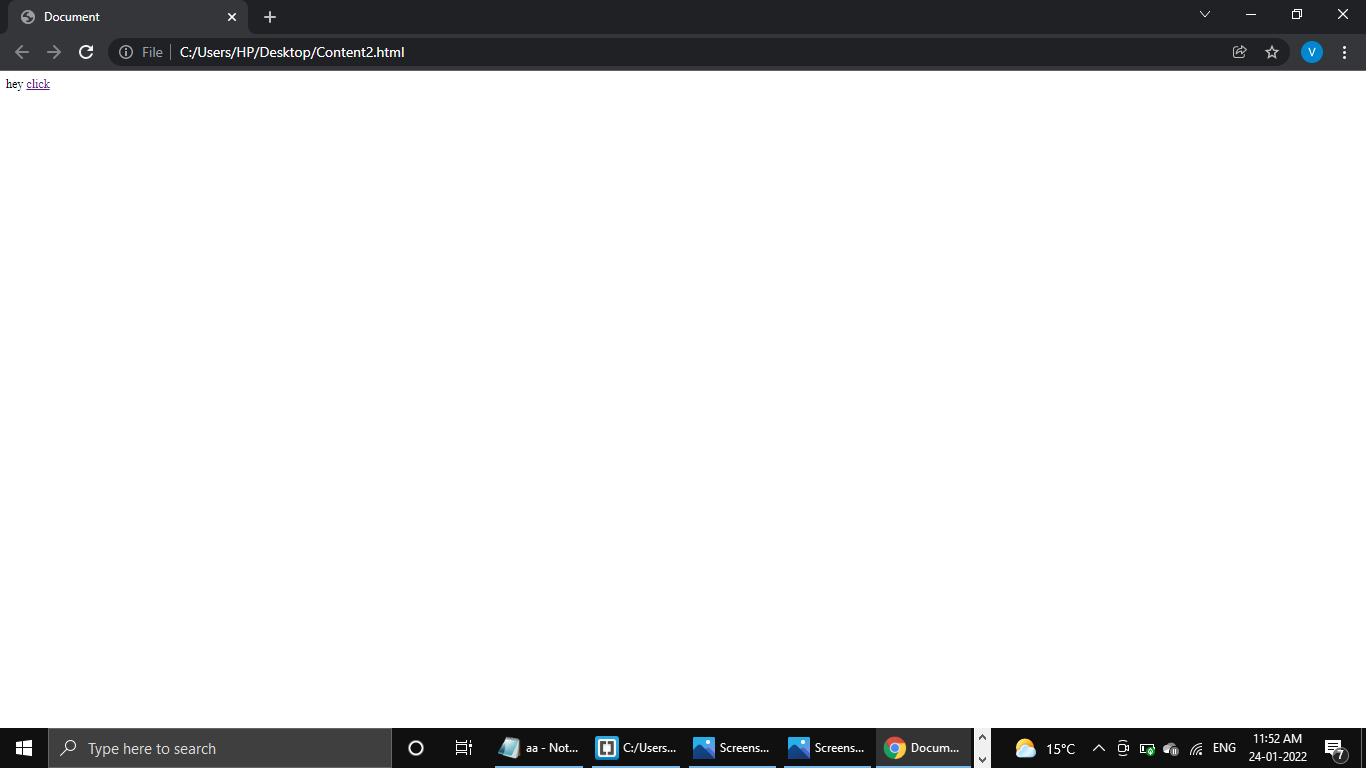 Document
File C:/Users/HP/Desktop/Content2.html
V
hey click
Type here to search
aa - Not...
C:/Users...
Screens...
Screens...
Docum...
15°C
ENG
11:52 AM
24-01-2022
7